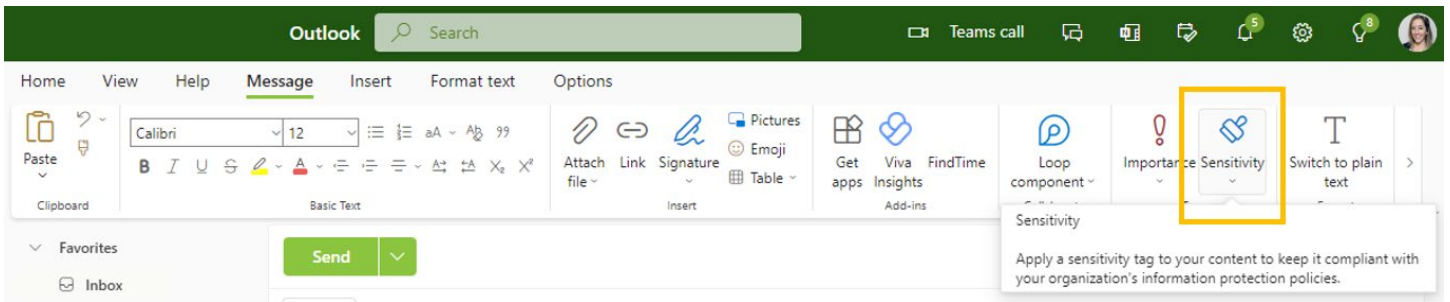 Outlook
Search
Teams call
5
8
Home View Help Message Insert Format text Options
Paste
Calibri
12
aA
B I U S A X₂ X²
Attach file
Link
Signature
Pictures
Emoji
Table
Get apps
Viva Insights
FindTime
Loop component
Importance
Sensitivity
Switch to plain text
Clipboard
Basic Text
Insert
Add-ins
Sensitivity
Apply a sensitivity tag to your content to keep it compliant with
your organization's information protection policies.
Favorites
Inbox
Send